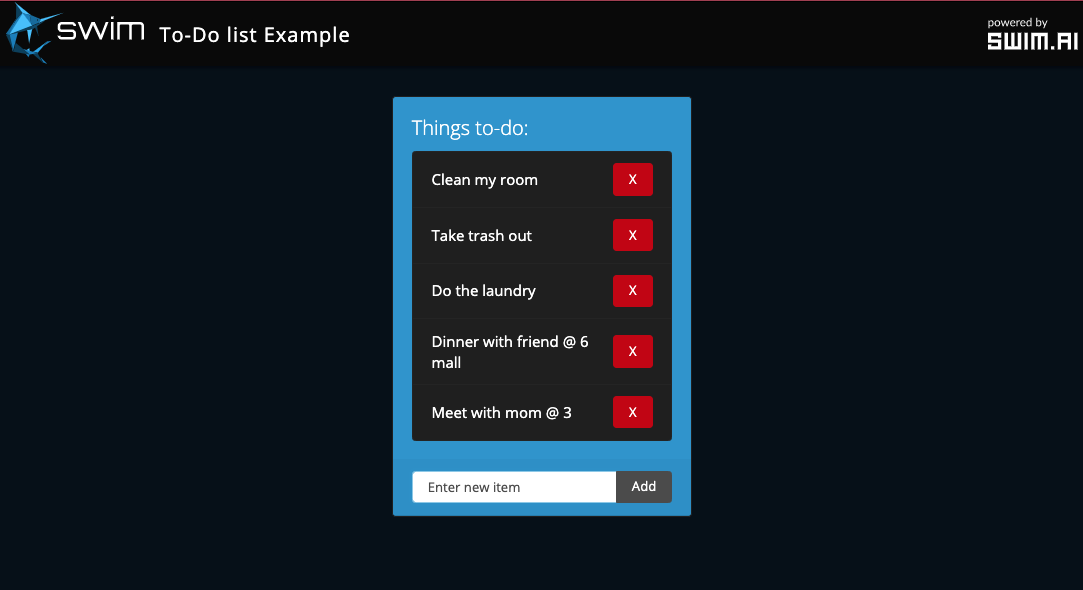 swim
To-Do list Example
powered by
SWIM.AI
Things to-do:
Clean my room
X
Take trash out
X
Do the laundry
X
Dinner with friend @ 6
mall
X
Meet with mom @ 3
X
Enter new item
Add